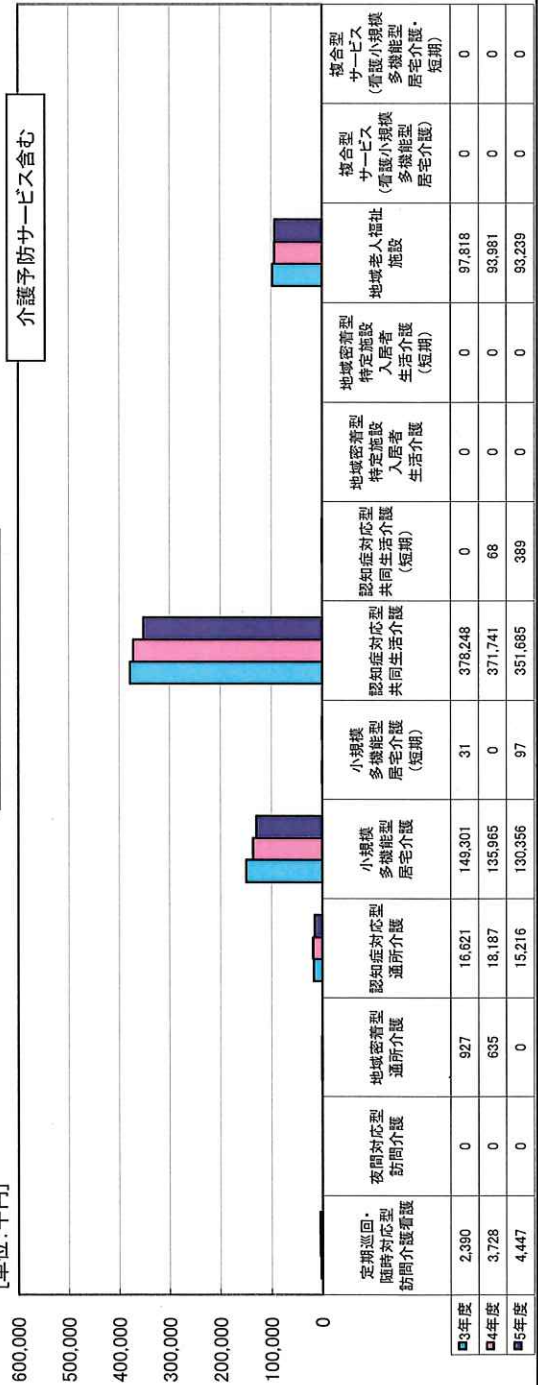 [単位：千円]
介護予防サービス含む
600,000
500,000
400,000
300,000
200,000
100,000
0
定期巡回・
随時対応型
訪問介護看護
夜間対応型
訪問介護
地域密着型
通所介護
認知症対応型
通所介護
小規模
多機能型
居宅介護
小規模
多機能型
居宅介護
(短期)
認知症対応型
共同生活介護
認知症対応型
共同生活介護
(短期)
地域密着型
特定施設
入居者
生活介護
地域密着型
特定施設
入居者
生活介護
(短期)
地域老人福祉
施設
複合型
サービス
(看護小規模
多機能型
居宅介護)
複合型
サービス
(看護小規模
多機能型
居宅介護・
短期)
3年度 2,390 0 927 16,621 149,301 31 378,248 0 0 0 97,818 0 0
4年度 3,728 0 635 18,187 135,965 0 371,741 68 0 0 93,981 0 0
5年度 4,447 0 0 15,216 130,356 97 351,685 389 0 0 93,239 0 0